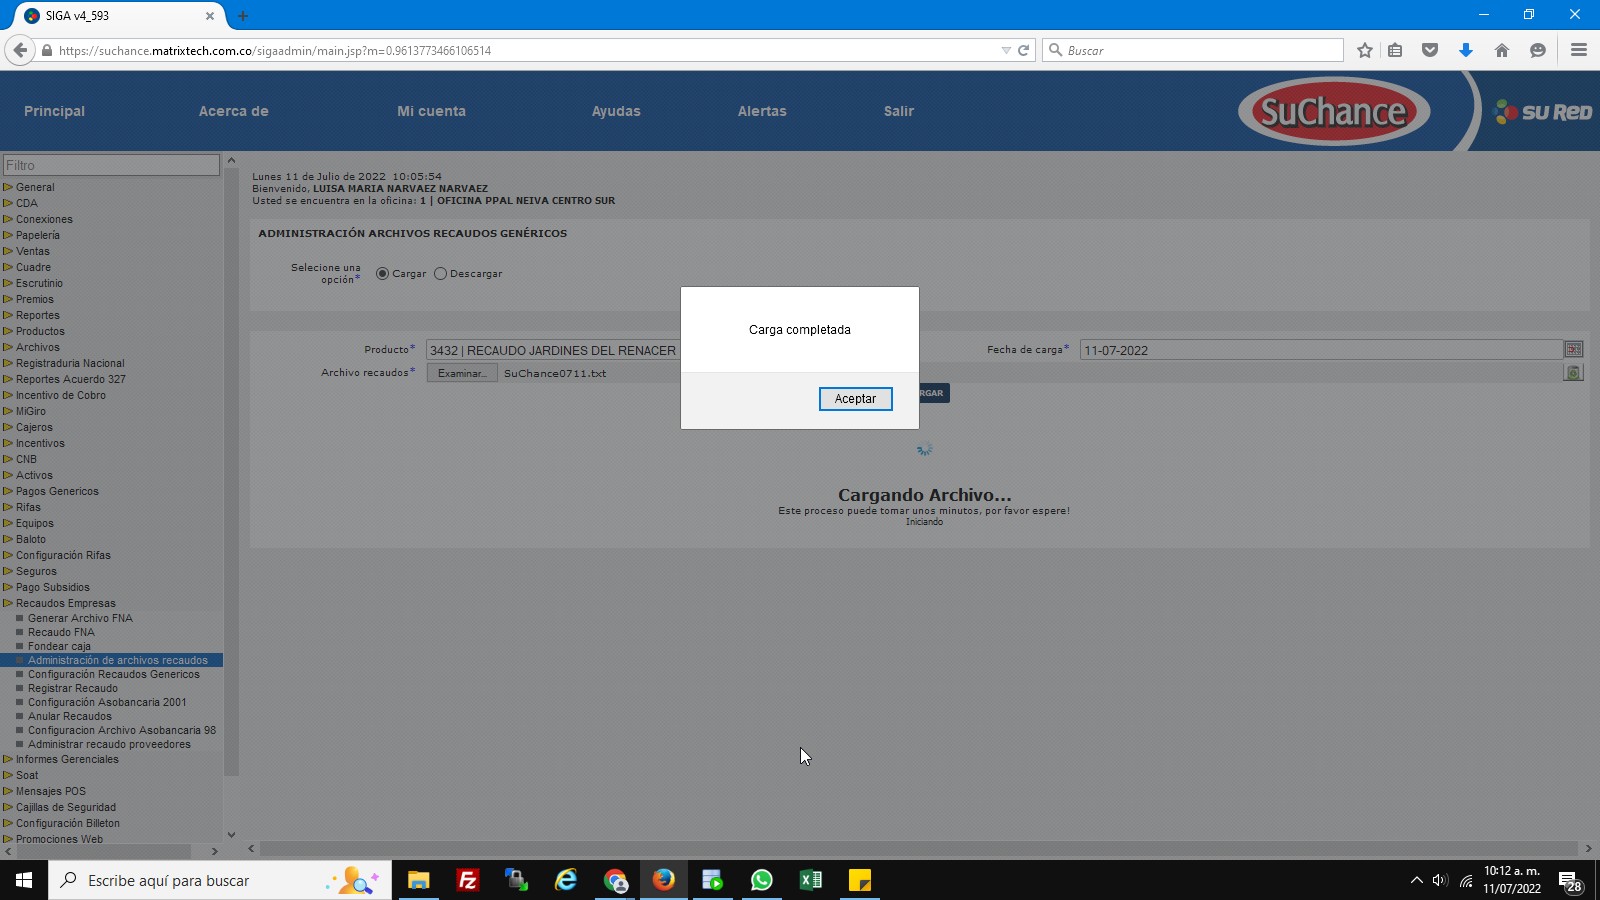 SIGA v4_593
https://suchance.matrixtech.com.co/sigaadmin/main.jsp?m=0.9613773466106514
Buscar
Principal
Acerca de
Mi cuenta
Ayudas
Alertas
Salir
SuChance
SU RED
Filtro
General
CDA
Conexiones
Papelería
Ventas
Cuadre
Escrutinio
Premios
Reportes
Productos
Archivos
Registraduria Nacional
Reportes Acuerdo 327
Incentivo de Cobro
MiGiro
Cajeros
Incentivos
CNB
Activos
Pagos Genericos
Rifas
Equipos
Baloto
Configuración Rifas
Seguros
Pago Subsidios
Recaudos Empresas
Generar Archivo FNA
Recaudo FNA
Fondear caja
Administración de archivos recaudos
Configuración Recaudos Genericos
Registrar Recaudo
Configuración Asobancaria 2001
Anular Recaudos
Configuracion Archivo Asobancaria 98
Administrar recaudo proveedores
Informes Gerenciales
Soat
Mensajes POS
Cajillas de Seguridad
Configuración Billeton
Promociones Web
Lunes 11 de Julio de 2022 10:05:54
Bienvenido, LUISA MARIA NARVAEZ NARVAEZ
Usted se encuentra en la oficina: 1 | OFICINA PPAL NEIVA CENTRO SUR
ADMINISTRACIÓN ARCHIVOS RECAUDOS GENÉRICOS
Selecione una
opción*
Cargar
Descargar
Producto*
3432 | RECAUDO JARDINES DEL RENACER
Fecha de carga*
11-07-2022
Archivo recaudos*
Examinar..
SuChance0711.txt
RGAR
Carga completada
Aceptar
Cargando Archivo...
Este proceso puede tomar unos minutos, por favor espere!
Iniciando
Escribe aquí para buscar
10:12 a. m.
11/07/2022
28